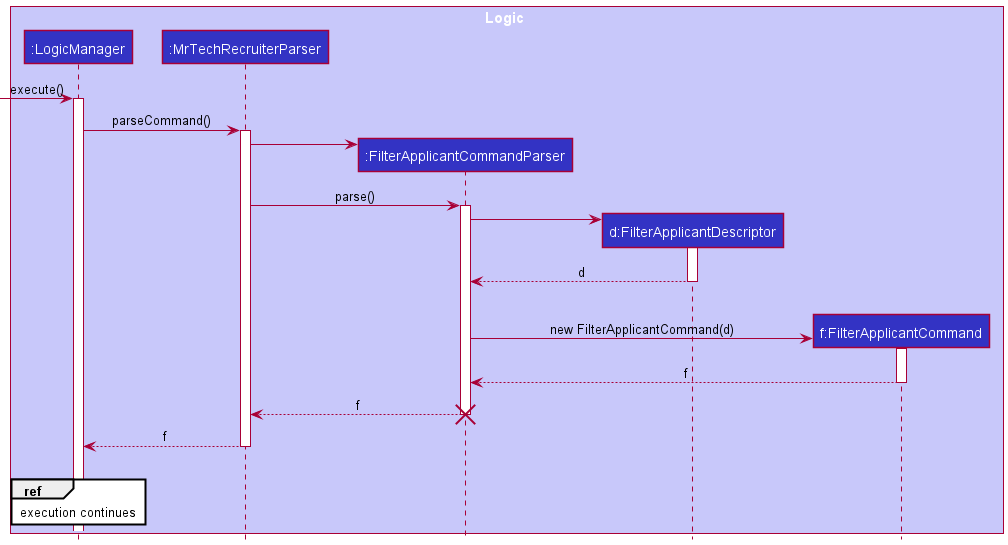 Logic
:LogicManager
:MrTechRecruiterParser
execute()
parseCommand()
:FilterApplicantCommandParser
parse()
d:FilterApplicantDescriptor
d
new FilterApplicantCommand(d)
f:FilterApplicantCommand
f
f
f
ref
execution continues